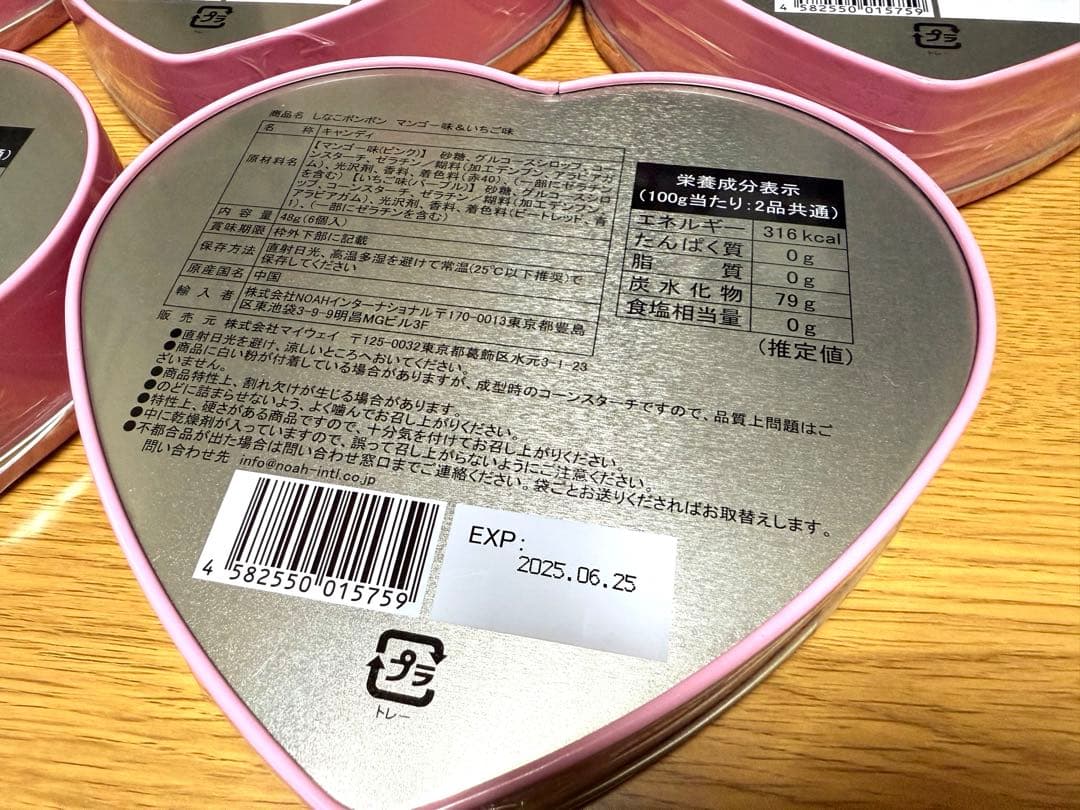 商品名 しなこボンボン マンゴー味&いちご味
名 称 キャンディ
原材料名 【マンゴー味(ピンク)】 砂糖、グルコースシロップ、コー
ンスターチ、ゼラチン/糊料(加工デンプン、アラビアガ
ム)、光沢剤、香料、着色料(赤40)、(一部にゼラチン
を含む)【いちご味(パープル)】砂糖、グルコースシロ
ップ、コーンスターチ、ゼラチン/糊料(加工デンプン、
アラビアガム)、光沢剤、香料、着色料(ビートレッド、青
1)、(一部にゼラチンを含む)
内 容 量 48g(6個入)
賞味期限 枠外下部に記載
保存方法 直射日光、高温多湿を避けて常温(25℃以下推奨)で
保存してください
原産国名 中国
輸 入 者 株式会社NOAHインターナショナル〒170-0013東京都豊島
区東池袋3-9-9明昌MGビル3F
販 売 元 株式会社マイウェイ 〒125-0032東京都葛飾区水元3-1-23
●直射日光を避け、涼しいところへおいてください。
●商品に白い粉が付着している場合がありますが、成型時のコーンスターチですので、品質上問題はご
ざいません。
●商品特性上、割れ欠けが生じる場合があります。
●のどに詰まらせないよう、よく噛んでお召し上がりください。
●特性上、硬さがある商品ですので、十分気を付けてお召し上がりください。
●中に乾燥剤が入っていますので、誤って召し上がらないようにご注意ください。
●不都合品が出た場合は問い合わせ窓口までご連絡ください。袋ごとお送りくださればお取替えします。
問い合わせ先 info@noah-intl.co.jp
栄養成分表示
(100g当たり:2品共通)
エネルギー 316kcal
たんぱく質 0g
脂 質 0g
炭水化物 79g
食塩相当量 0g
(推定値)
4 582550 015759
EXP:
2025.06.25
プラ
トレー
プラ
4 582550 015759
プラ
トレー